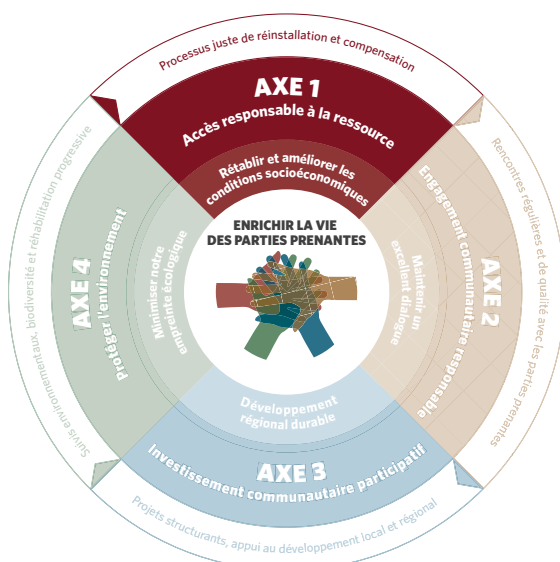 Processus juste de réinstallation et compensation
AXE 1
Accès responsable à la ressource
Rétablir et améliorer les
conditions socioéconomiques
ENRICHIR LA VIE
DES PARTIES PRENANTES
Rencontres régulières et de qualité avec les parties prenantes
AXE 2
Engagement communautaire responsable
Maintenir un
excellent dialogue
Développement
régional durable
AXE 3
Investissement communautaire participatif
Projets structurants, appui au développement local et régional
Suivis environnementaux, biodiversité et réhabilitation progressive
AXE 4
Protéger l'environnement
Minimiser notre
empreinte écologique